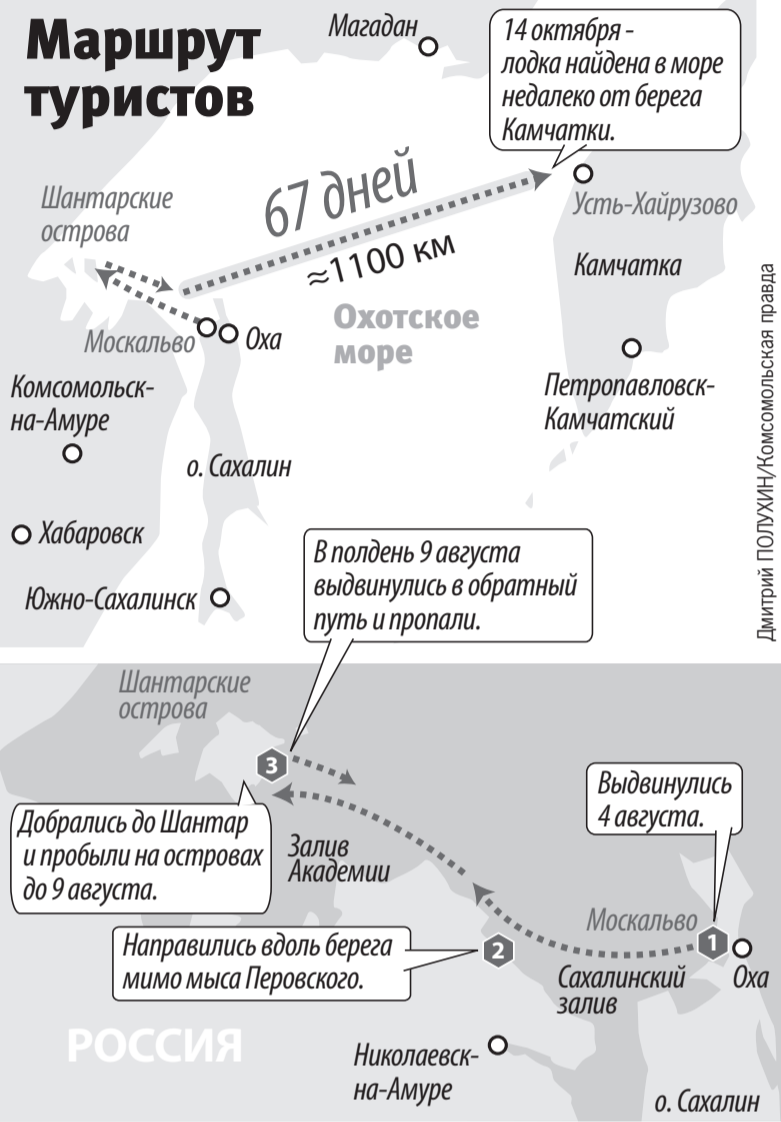 Маршрут
туристов
Магадан
14 октября -
лодка найдена в море
недалеко от берега
Камчатки.
67 дней
≈1100 км
Шантарские
острова
Усть-Хайрузово
Камчатка
Охотское
море
Москальво
Оха
Комсомольск-
на-Амуре
Петропавловск-
Камчатский
о. Сахалин
Хабаровск
Южно-Сахалинск
Дмитрий ПОЛУХИН/Комсомольская правда
В полдень 9 августа
выдвинулись в обратный
путь и пропали.
Шантарские
острова
3
Выдвинулись
4 августа.
Добрались до Шантар
и пробыли на островах
до 9 августа.
Залив
Академии
Москальво
1
Направились вдоль берега
мимо мыса Перовского.
2
Сахалинский
залив
Оха
РОССИЯ
Николаевск-
на-Амуре
о. Сахалин